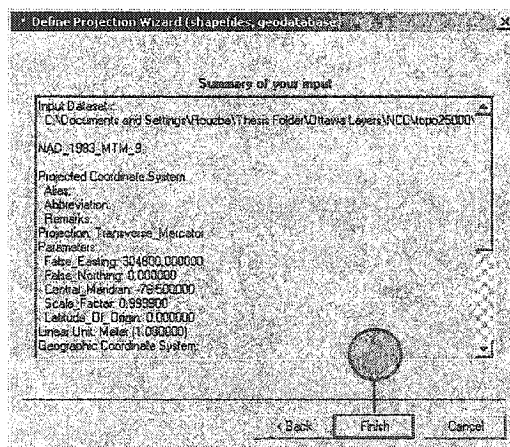 Define Projection Wizard (shapefiles, geodatabase)
Summary of your input
Input Dataset:
C:\Documents and Settings\Rouzba\Thesis Folder\Ottawa Layers\NCC\topo25000\
NAD_1983_MTM_9:
Projected Coordinate System
Alias:
Abbreviation:
Remarks:
Projection: Transverse_Mercator
Parameters:
False_Easting: 304800.000000
False_Northing: 0.000000
Central_Meridian: -76.500000
Scale_Factor: 0.999900
Latitude_Of_Origin: 0.000000
Linear Unit: Meter (1.000000)
Geographic Coordinate System:
< Back Finish Cancel